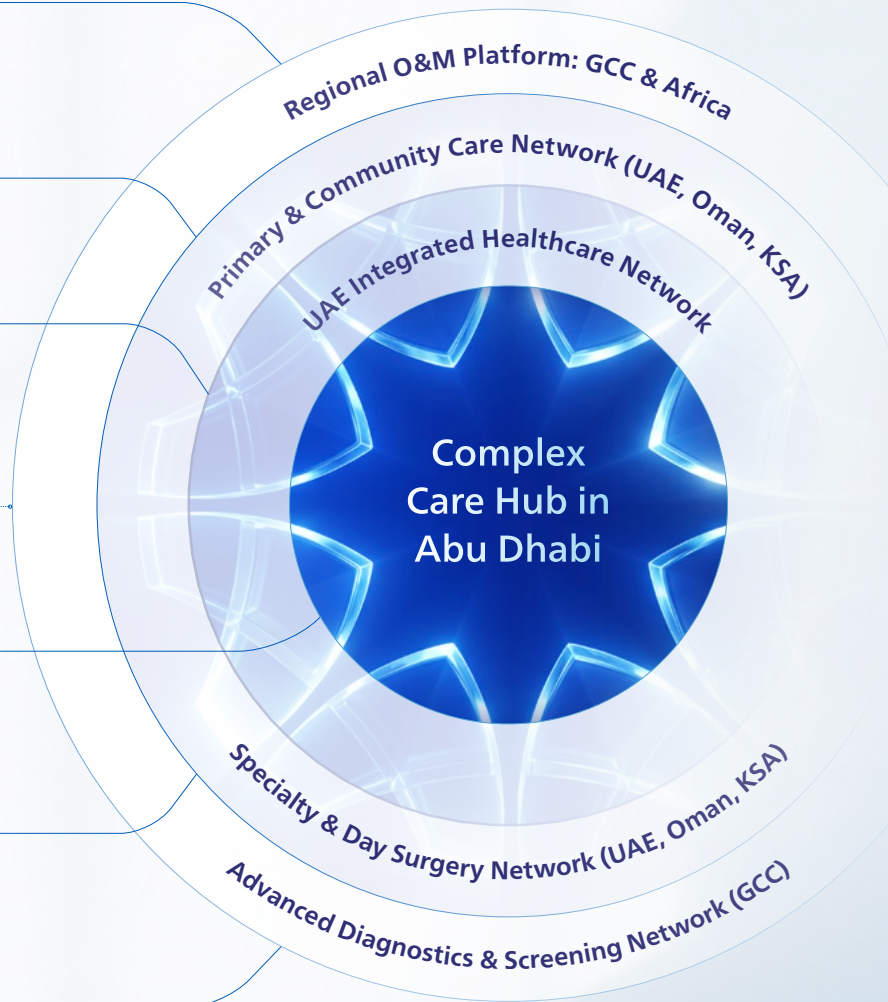 Regional O&M Platform: GCC & Africa
Primary & Community Care Network (UAE, Oman, KSA)
UAE Integrated Healthcare Network
Complex
Care Hub in
Abu Dhabi
Specialty & Day Surgery Network (UAE, Oman, KSA)
Advanced Diagnostics & Screening Network (GCC)